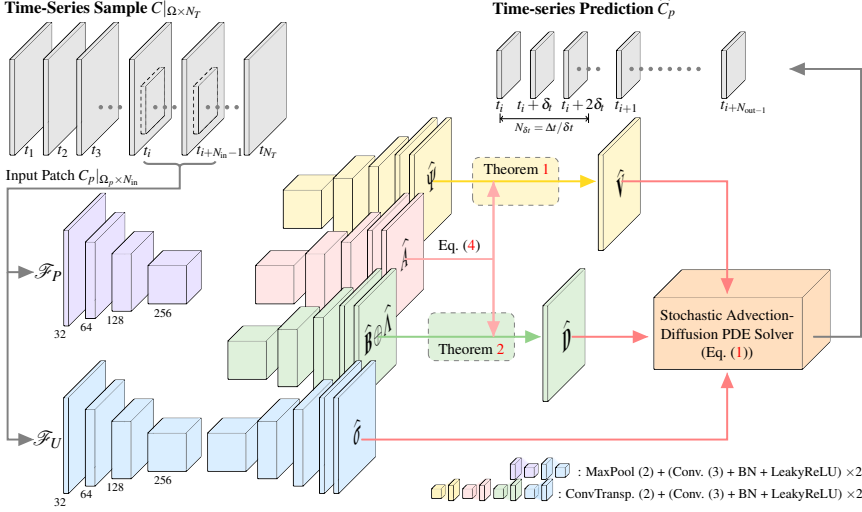 Time-Series Sample C|Ω×N_T
Time-series Prediction Ĉ_p
t_1 t_2 t_3 t_i t_{i+N_in−1} t_{N_T}
t_i t_i + δ_t t_i + 2δ_t t_{i+1} t_{i+N_out−1}
N_{δt} = Δt/δt
Input Patch C_p|Ω_p×N_in
Ψ̂
Theorem 1
V̂
Eq. (4)
Â
ℱ_P
32 64 128 256
B̂⊕Λ̂
Theorem 2
D̂
Stochastic Advection-
Diffusion PDE Solver
(Eq. (1))
ℱ_U
32 64 128 256
σ̂
: MaxPool (2) + (Conv. (3) + BN + LeakyReLU) ×2
: ConvTransp. (2) + (Conv. (3) + BN + LeakyReLU) ×2